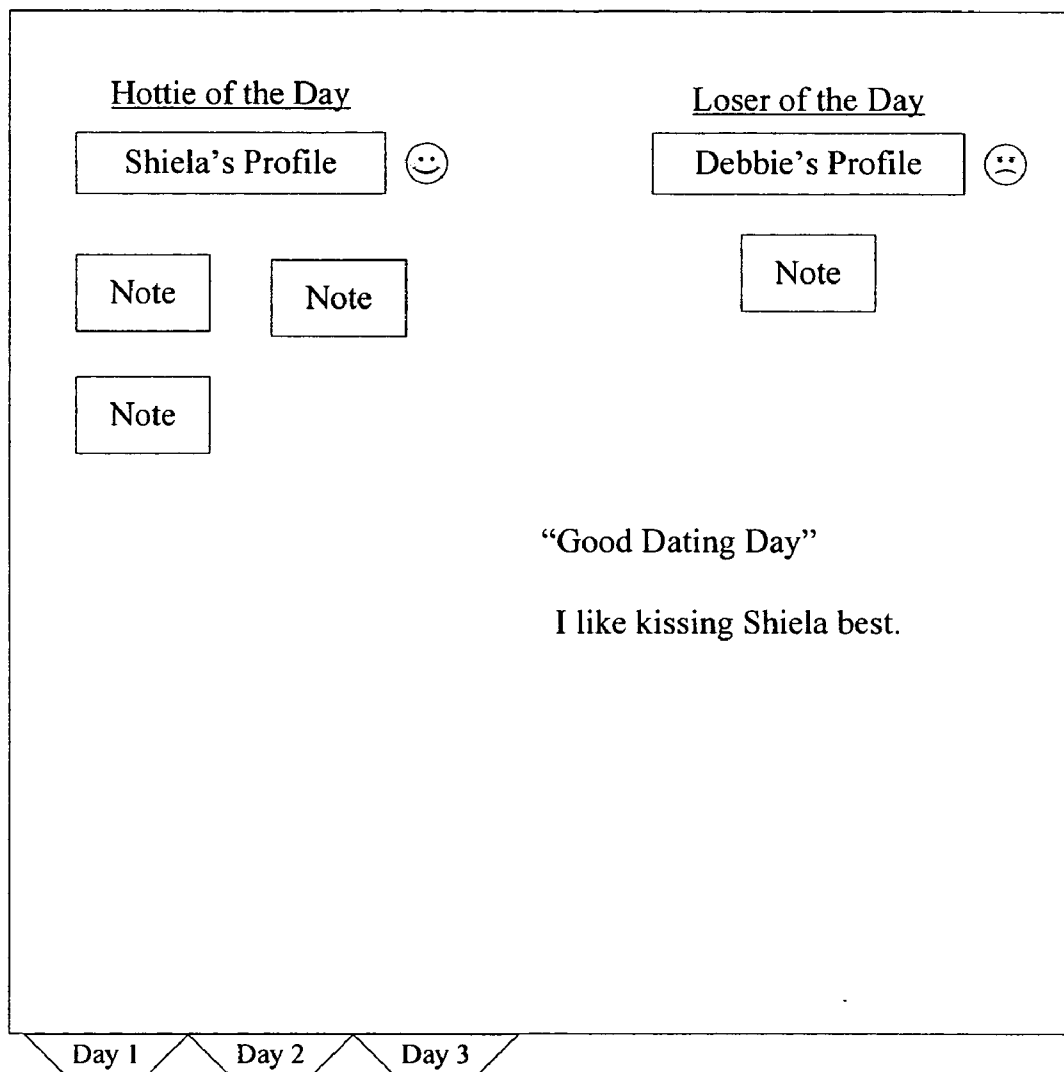 Hottie of the Day
Loser of the Day
Shiela's Profile
Debbie's Profile
Note
Note
Note
Note
“Good Dating Day”
I like kissing Shiela best.
Day 1
Day 2
Day 3